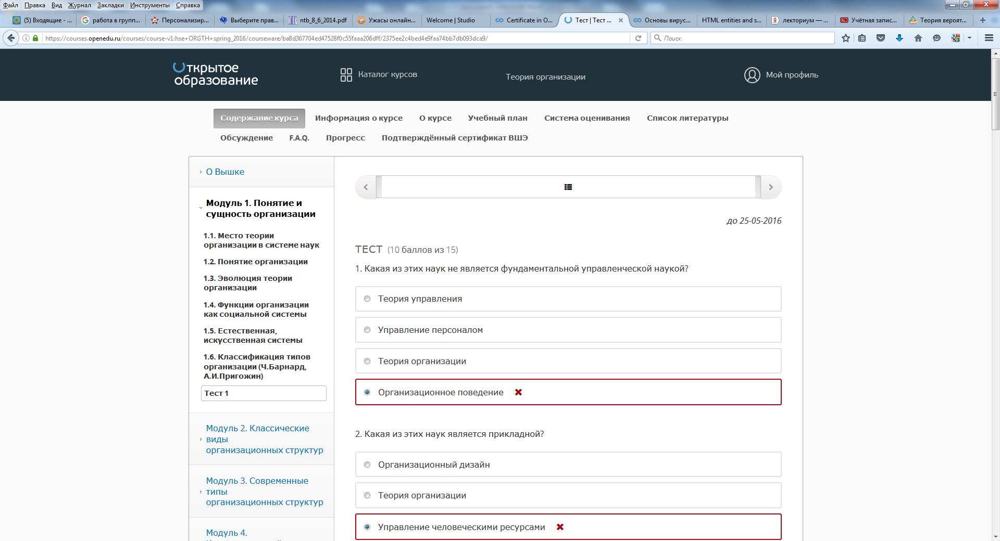 Файл Правка Вид Журнал Закладки Инструменты Справка
(5) Входящие - ... работа в групп... Персонализир... Выберите прав... ntb_8_6_2014.pdf Ужасы онлайн... Welcome | Studio Certificate in O... Тест | Тест ... Основы вирус... HTML entities and s... лекториум — ... Учётная запис... Теория вероят...
https://courses.openedu.ru/courses/course-v1:hse+ORGTH+spring_2016/courseware/ba8d367704ed47528f0c55faaa206dff/2375ee2c4bed4e9faa74bb7db093dca9/ Поиск
Открытое
образование
Каталог курсов
Теория организации
Мой профиль
Содержание курса Информация о курсе О курсе Учебный план Система оценивания Список литературы
Обсуждение F.A.Q. Прогресс Подтверждённый сертификат ВШЭ
О Вышке
Модуль 1. Понятие и
сущность организации
1.1. Место теории
организации в системе наук
1.2. Понятие организации
1.3. Эволюция теории
организации
1.4. Функции организации
как социальной системы
1.5. Естественная,
искусственная системы
1.6. Классификация типов
организации (Ч.Барнард,
А.И.Пригожин)
Тест 1
Модуль 2. Классические
виды
организационных структур
Модуль 3. Современные
типы
организационных структур
Модуль 4.
до 25-05-2016
ТЕСТ (10 баллов из 15)
1. Какая из этих наук не является фундаментальной управленческой наукой?
Теория управления
Управление персоналом
Теория организации
Организационное поведение
2. Какая из этих наук является прикладной?
Организационный дизайн
Теория организации
Управление человеческими ресурсами